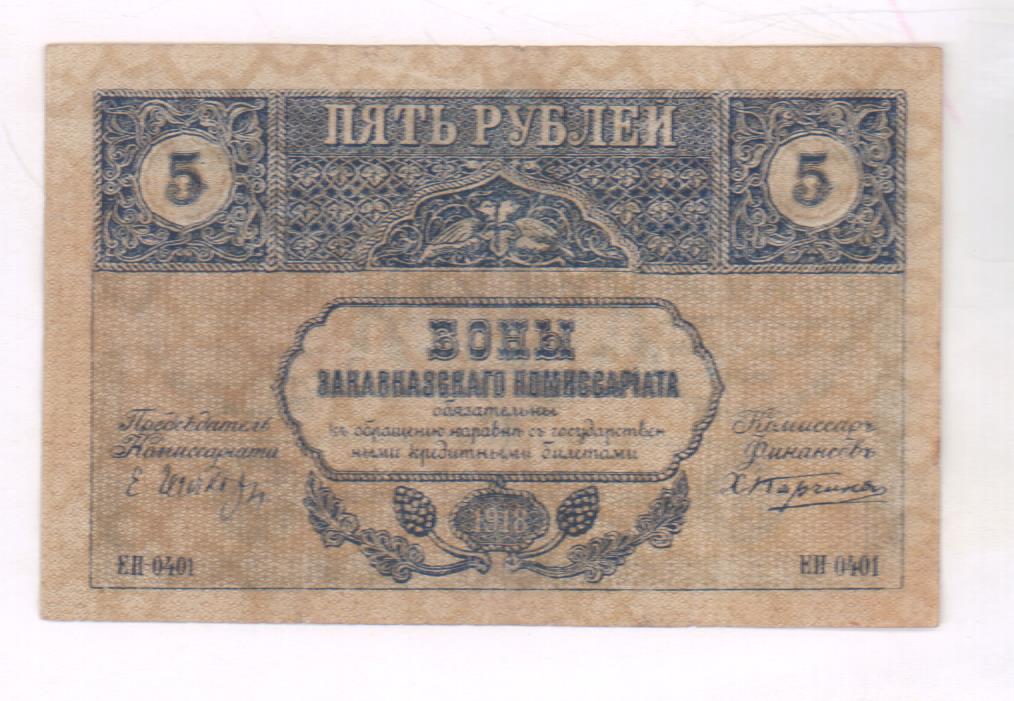 ПЯТЬ РУБЛЕЙ
5
5
БОНЫ
ЗАКАВКАЗСКАГО КОМИССАРІАТА
обязательны
къ обращенію наравнѣ съ государствен
ными кредитными билетами
Предсѣдатель
Комиссаріата
Комиссаръ
Финансовъ
1918
ЕН-0401
ЕН-0401